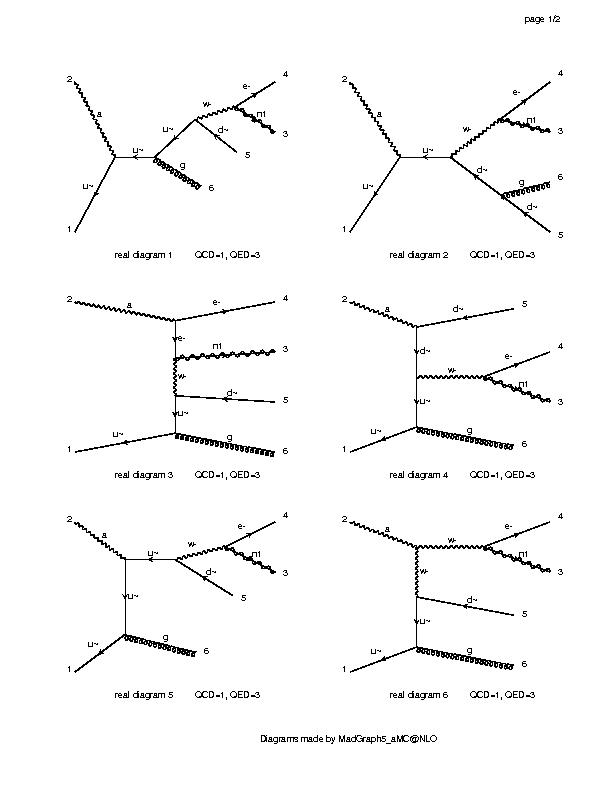 page 1/2
2
a
u~
1
u~
g
6
u~
w-
d~
5
e-
4
n1
3
real diagram 1 QCD=1, QED=3
2
a
u~
1
u~
w-
e-
4
n1
3
d~
g
6
d~
5
real diagram 2 QCD=1, QED=3
2
a
e-
4
e-
n1
3
w-
d~
5
u~
u~
1
g
6
real diagram 3 QCD=1, QED=3
2
a
d~
5
d~
w-
e-
4
n1
3
u~
u~
1
g
6
real diagram 4 QCD=1, QED=3
2
a
u~
w-
e-
4
n1
3
d~
5
u~
u~
1
g
6
real diagram 5 QCD=1, QED=3
2
a
w-
e-
4
n1
3
w-
d~
5
u~
u~
1
g
6
real diagram 6 QCD=1, QED=3
Diagrams made by MadGraph5_aMC@NLO